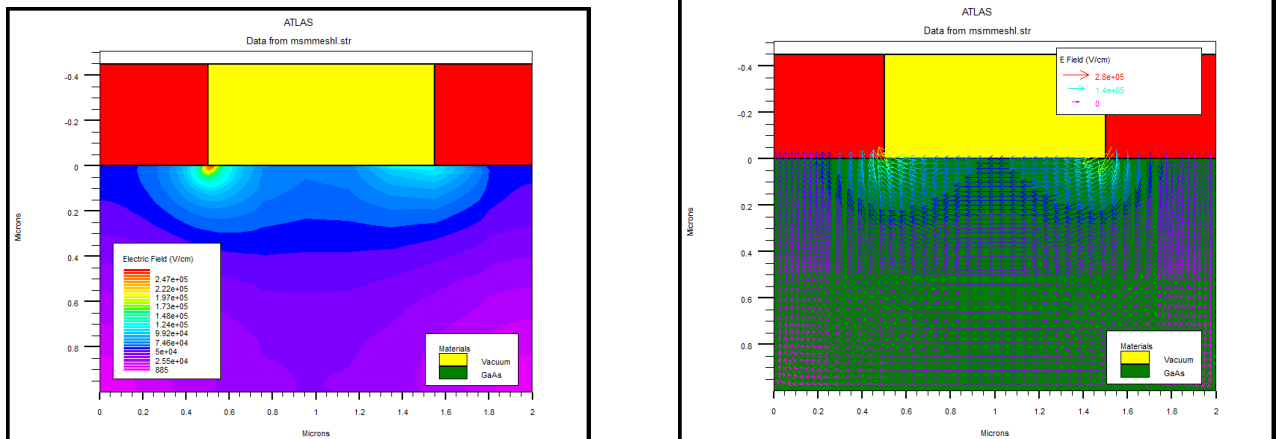 ATLAS
Data from msmmeshl.str
-0.4
-0.2
0
0.2
0.4
0.6
0.8
Microns
Electric Field (V/cm)
2.47e+05
2.22e+05
1.97e+05
1.73e+05
1.48e+05
1.24e+05
9.92e+04
7.46e+04
5e+04
2.55e+04
885
Materials
Vacuum
GaAs
0 0.2 0.4 0.6 0.8 1 1.2 1.4 1.6 1.8 2
Microns
ATLAS
Data from msmmeshl.str
-0.4
-0.2
0
0.2
0.4
0.6
0.8
Microns
E Field (V/cm)
2.8e+05
1.4e+05
0
Materials
Vacuum
GaAs
0 0.2 0.4 0.6 0.8 1 1.2 1.4 1.6 1.8 2
Microns